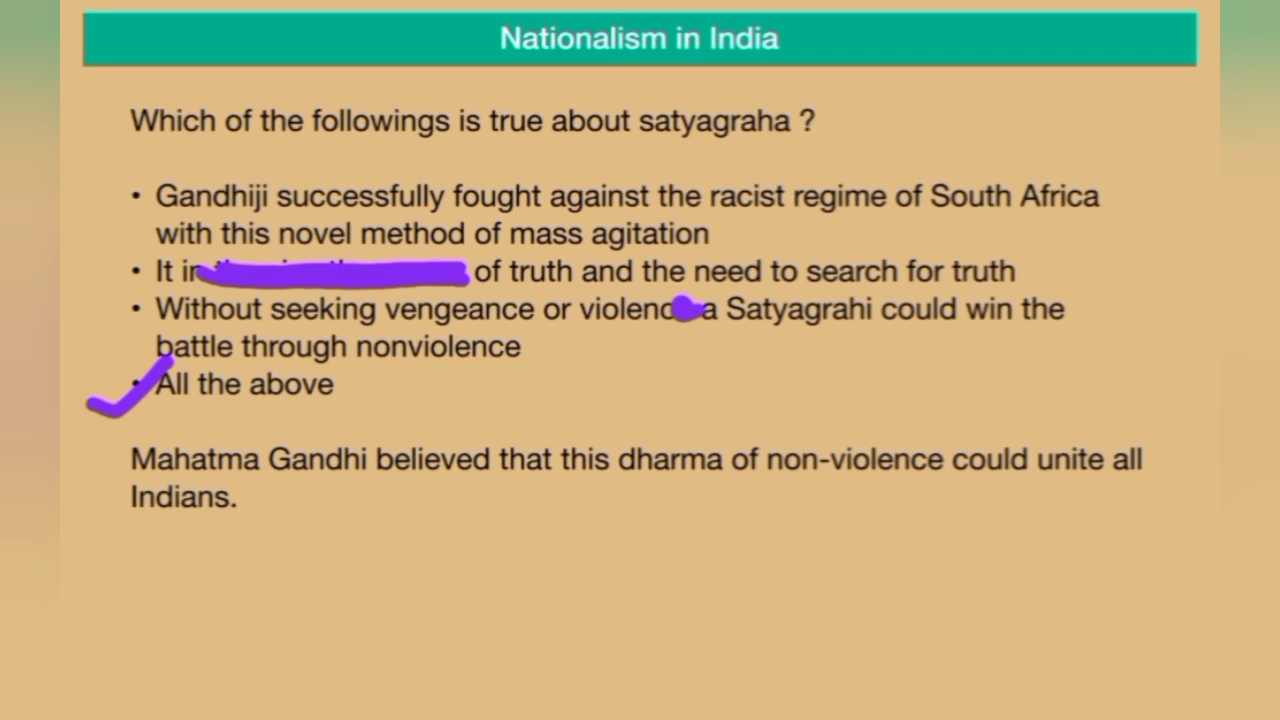 Nationalism in India
Which of the followings is true about satyagraha ?
• Gandhiji successfully fought against the racist regime of South Africa
with this novel method of mass agitation
• It of truth and the need to search for truth
• Without seeking vengeance or a Satyagrahi could win the
battle through nonviolence
• All the above
Mahatma Gandhi believed that this dharma of non-violence could unite all
Indians.